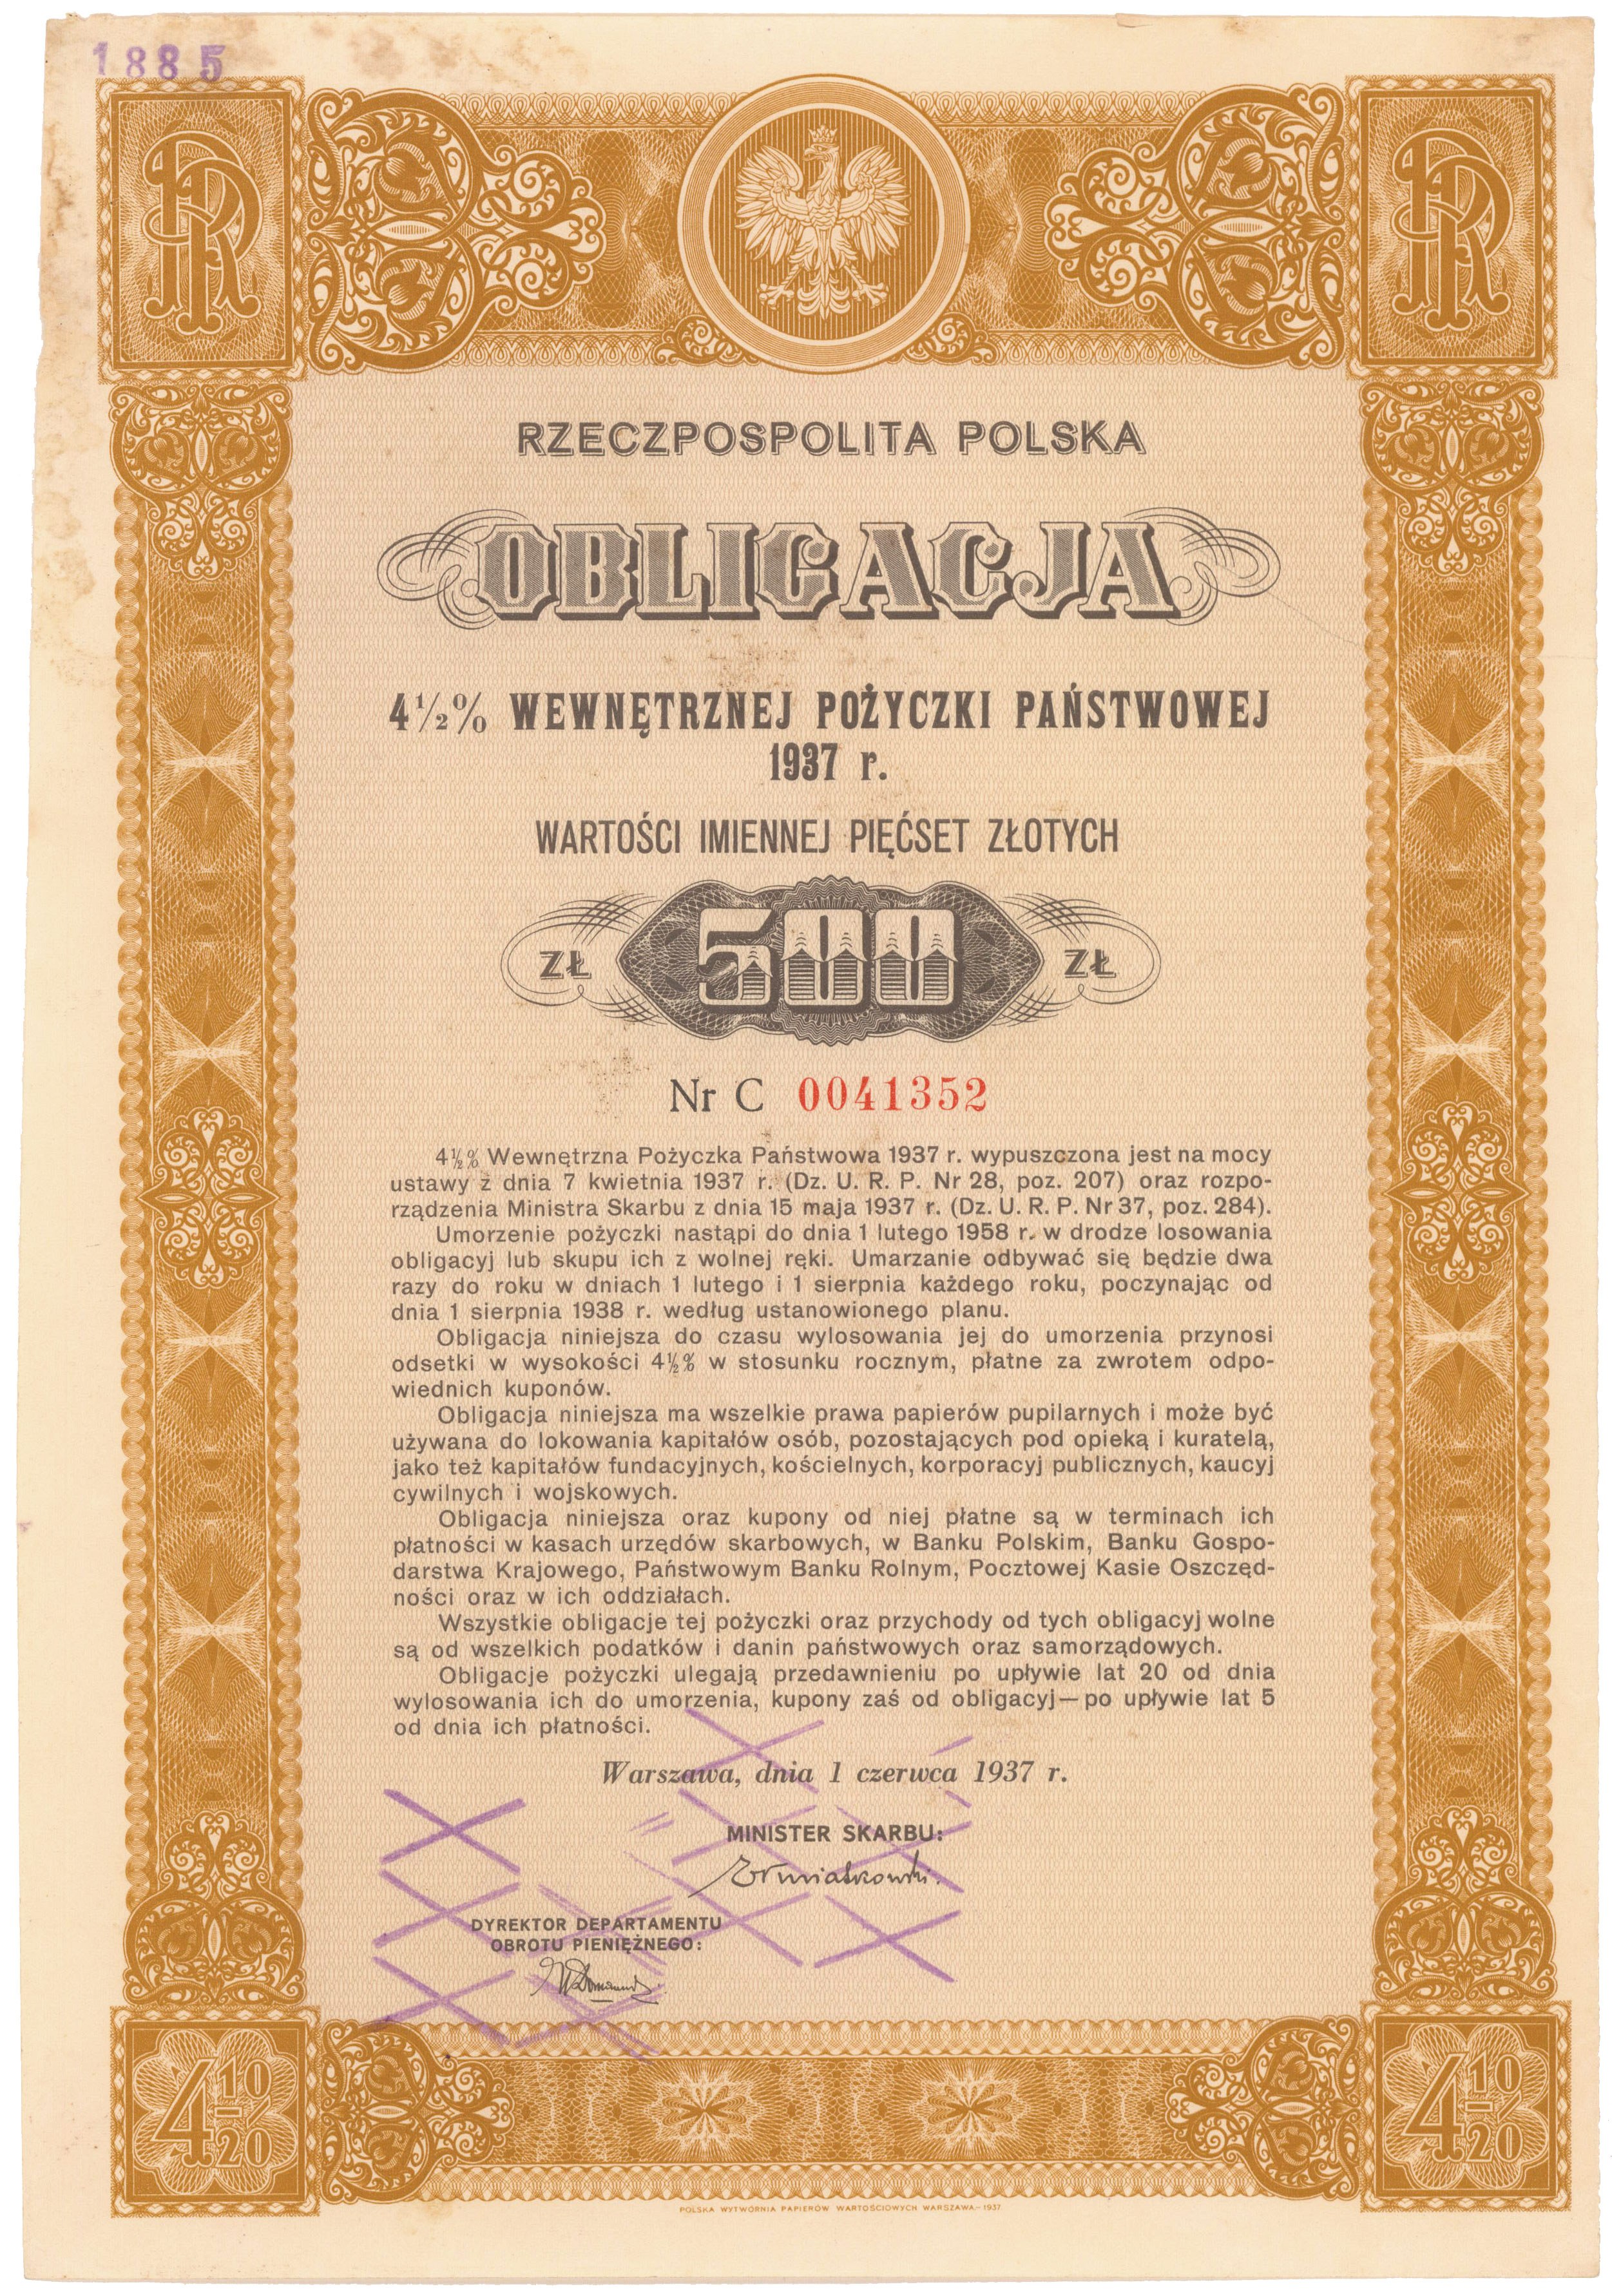 1885
RP RP
RZECZPOSPOLITA POLSKA
OBLIGACJA
4½% WEWNĘTRZNEJ POŻYCZKI PAŃSTWOWEJ
1937 r.
WARTOŚCI IMIENNEJ PIĘĆSET ZŁOTYCH
ZŁ 500 ZŁ
Nr C 0041352
4½% Wewnętrzna Pożyczka Państwowa 1937 r. wypuszczona jest na mocy
ustawy z dnia 7 kwietnia 1937 r. (Dz. U. R. P. Nr 28, poz. 207) oraz rozpo-
rządzenia Ministra Skarbu z dnia 15 maja 1937 r. (Dz. U. R. P. Nr 37, poz. 284).
Umorzenie pożyczki nastąpi do dnia 1 lutego 1958 r. w drodze losowania
obligacyj lub skupu ich z wolnej ręki. Umarzanie odbywać się będzie dwa
razy do roku w dniach 1 lutego i 1 sierpnia każdego roku, poczynając od
dnia 1 sierpnia 1938 r. według ustanowionego planu.
Obligacja niniejsza do czasu wylosowania jej do umorzenia przynosi
odsetki w wysokości 4½% w stosunku rocznym, płatne za zwrotem odpo-
wiednich kuponów.
Obligacja niniejsza ma wszelkie prawa papierów pupilarnych i może być
używana do lokowania kapitałów osób, pozostających pod opieką i kuratelą,
jako też kapitałów fundacyjnych, kościelnych, korporacyj publicznych, kaucyj
cywilnych i wojskowych.
Obligacja niniejsza oraz kupony od niej płatne są w terminach ich
płatności w kasach urzędów skarbowych, w Banku Polskim, Banku Gospo-
darstwa Krajowego, Państwowym Banku Rolnym, Pocztowej Kasie Oszczęd-
ności oraz w ich oddziałach.
Wszystkie obligacje tej pożyczki oraz przychody od tych obligacyj wolne
są od wszelkich podatków i danin państwowych oraz samorządowych.
Obligacje pożyczki ulegają przedawnieniu po upływie lat 20 od dnia
wylosowania ich do umorzenia, kupony zaś od obligacyj—po upływie lat 5
od dnia ich płatności.
Warszawa, dnia 1 czerwca 1937 r.
MINISTER SKARBU:
DYREKTOR DEPARTAMENTU
OBROTU PIENIĘŻNEGO:
4 10/20 4 10/20
POLSKA WYTWÓRNIA PAPIERÓW WARTOŚCIOWYCH WARSZAWA.—1937